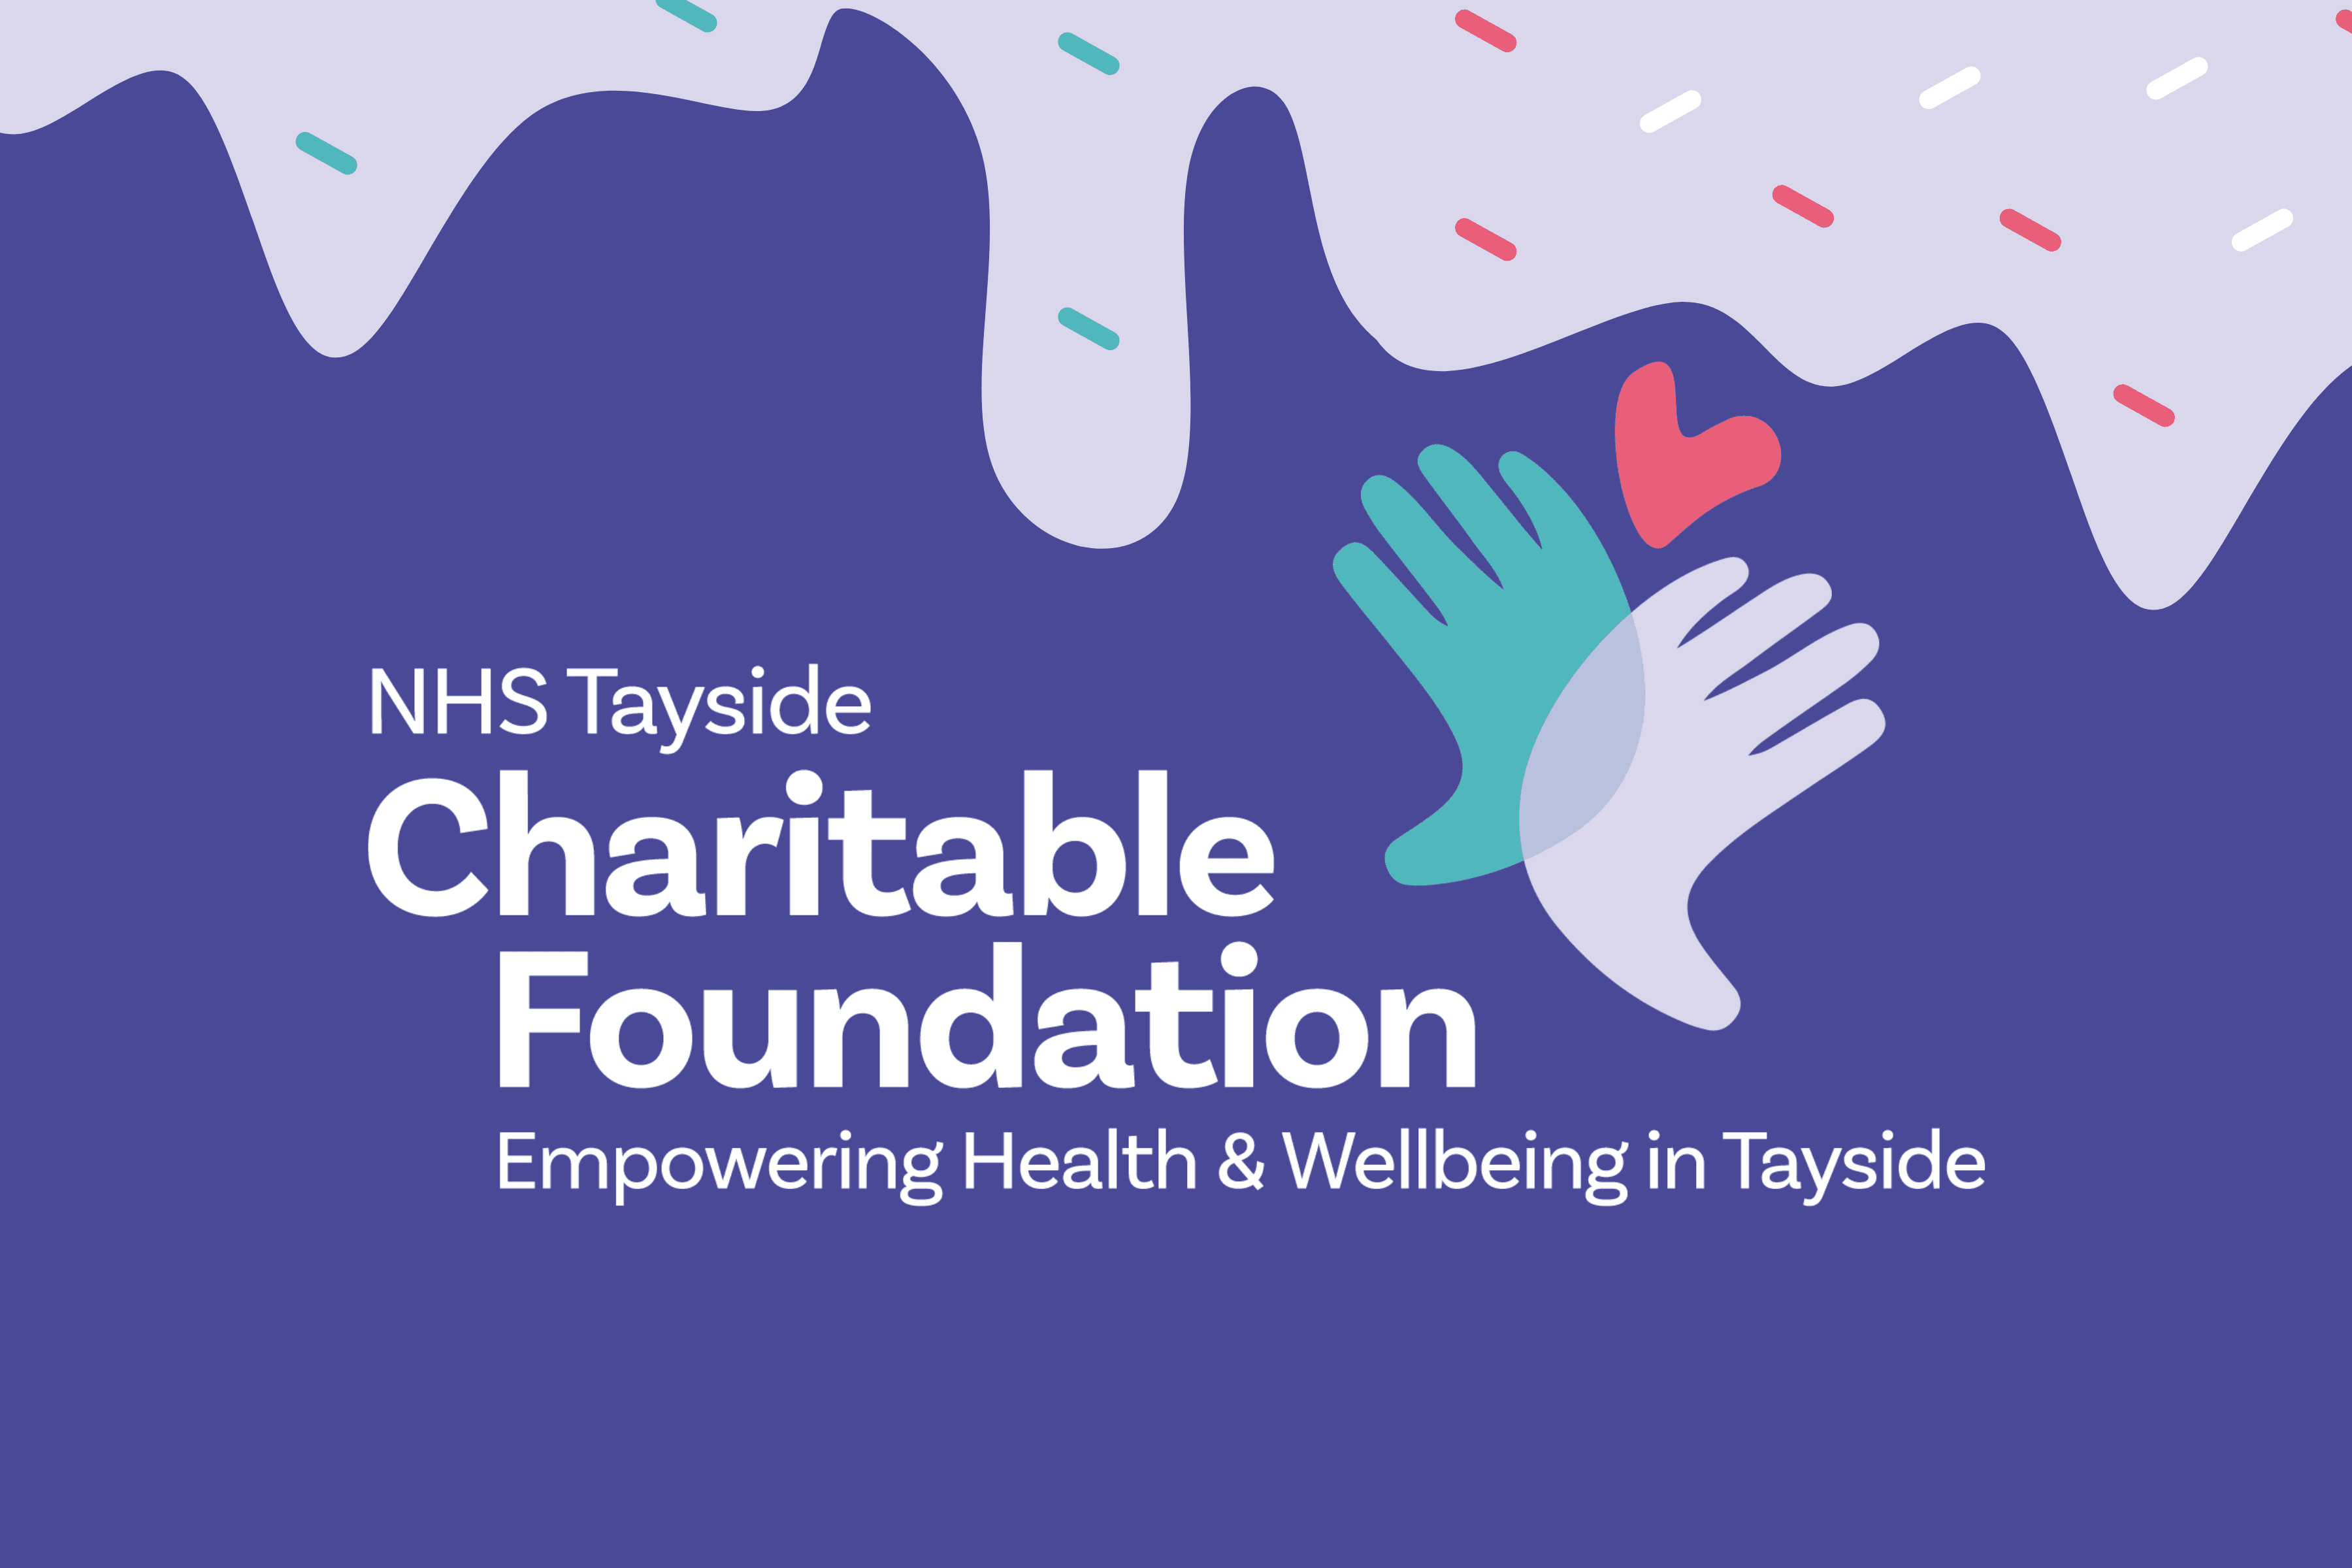 NHS Tayside
Charitable
Foundation
Empowering Health & Wellbeing in Tayside